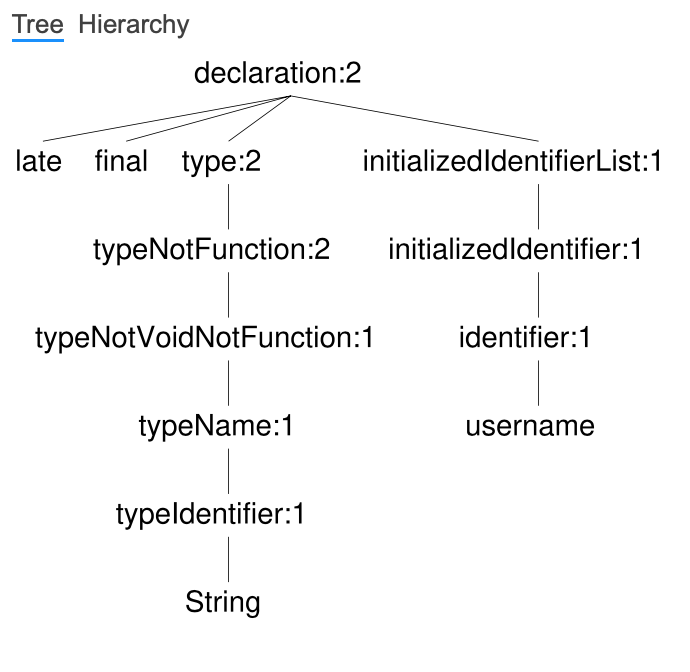 Tree Hierarchy
declaration:2
late final type:2 initializedIdentifierList:1
typeNotFunction:2 initializedIdentifier:1
typeNotVoidNotFunction:1 identifier:1
typeName:1 username
typeIdentifier:1
String